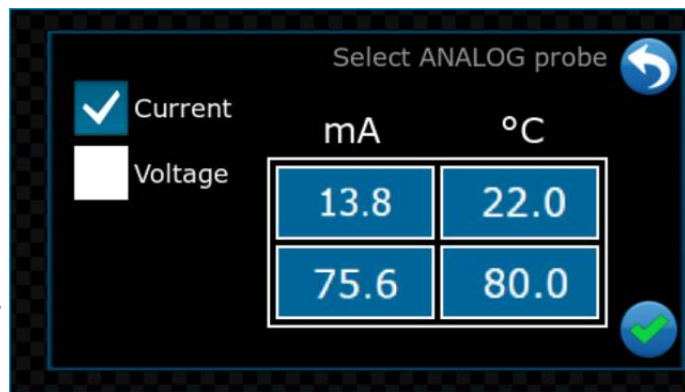 Select ANALOG probe
Current
Voltage
mA °C
13.8 22.0
75.6 80.0